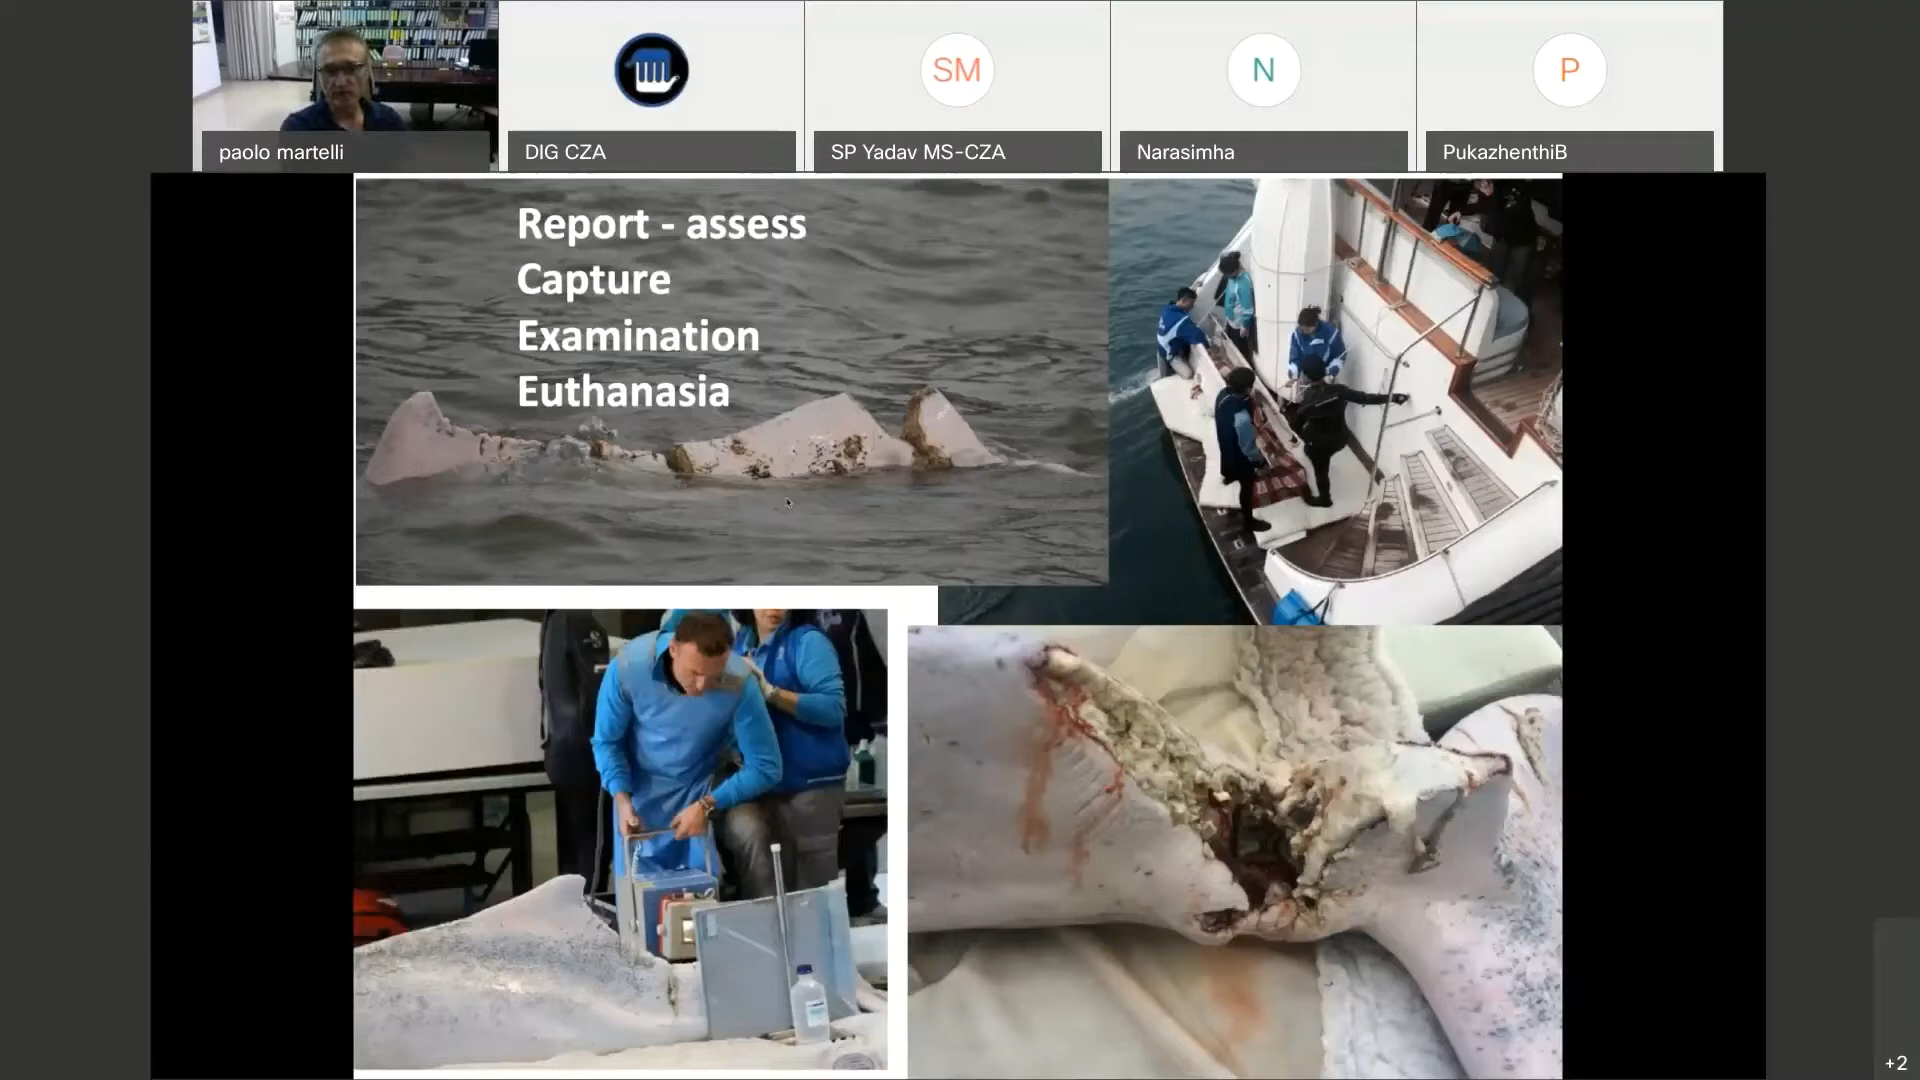 SM
N
P
paolo martelli
DIG CZA
SP Yadav MS-CZA
Narasimha
PukazhenthiB
Report - assess
Capture
Examination
Euthanasia
+2